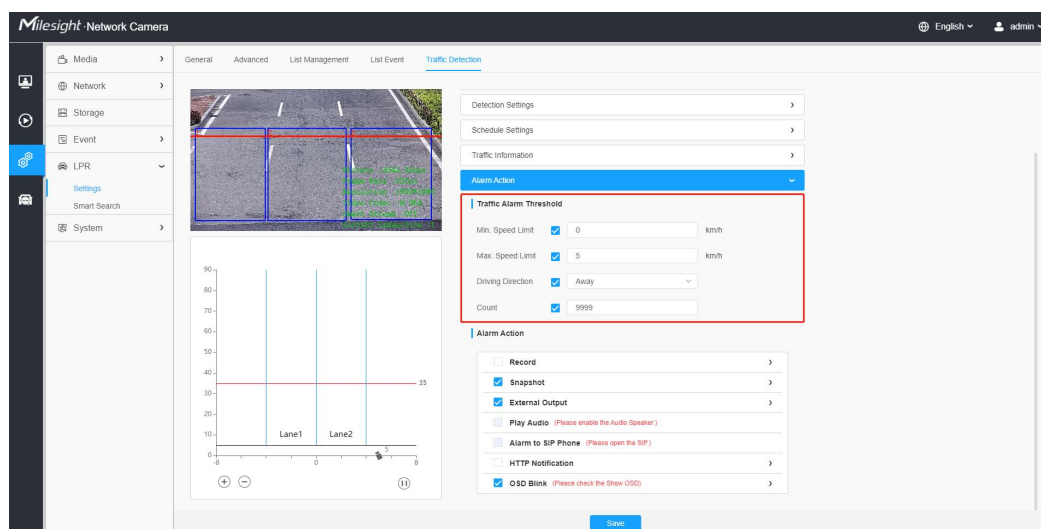 Milesight · Network Camera
English
admin
Media
Network
Storage
Event
LPR
Settings
Smart Search
System
General Advanced List Management List Event Traffic Detection
Detection Settings
Schedule Settings
Traffic Information
Alarm Action
Traffic Alarm Threshold
Min. Speed Limit 0 km/h
Max. Speed Limit 5 km/h
Driving Direction Away
Count 9999
Alarm Action
Record
Snapshot
External Output
Play Audio (Please enable the Audio Speaker.)
Alarm to SIP Phone (Please open the SIP.)
HTTP Notification
OSD Blink (Pleace check the Show OSD)
90
80
70
60
50
40
35
30
20
10 Lane1 Lane2
5
0
-8 0 8
Save